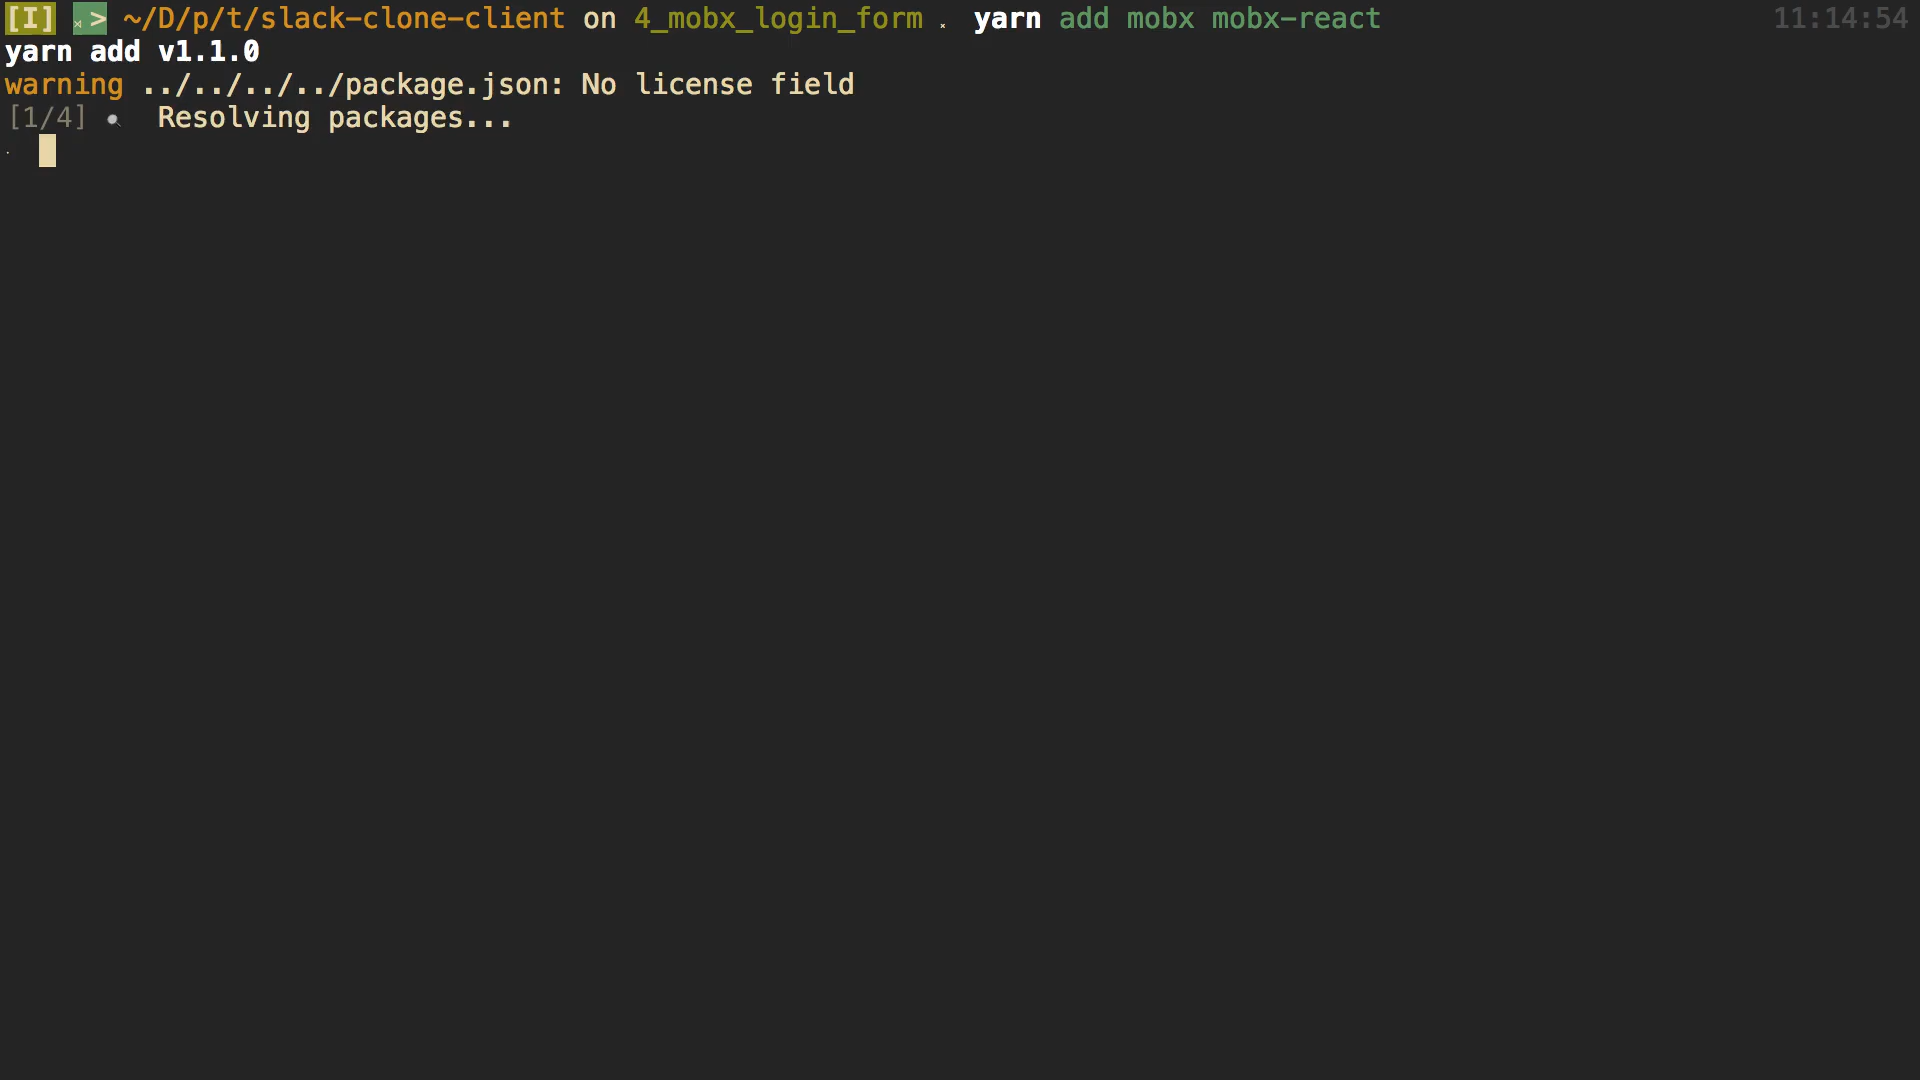 [I] > ~/D/p/t/slack-clone-client on 4_mobx_login_form yarn add mobx mobx-react 11:14:54
yarn add v1.1.0
warning ../../../../package.json: No license field
[1/4] Resolving packages...